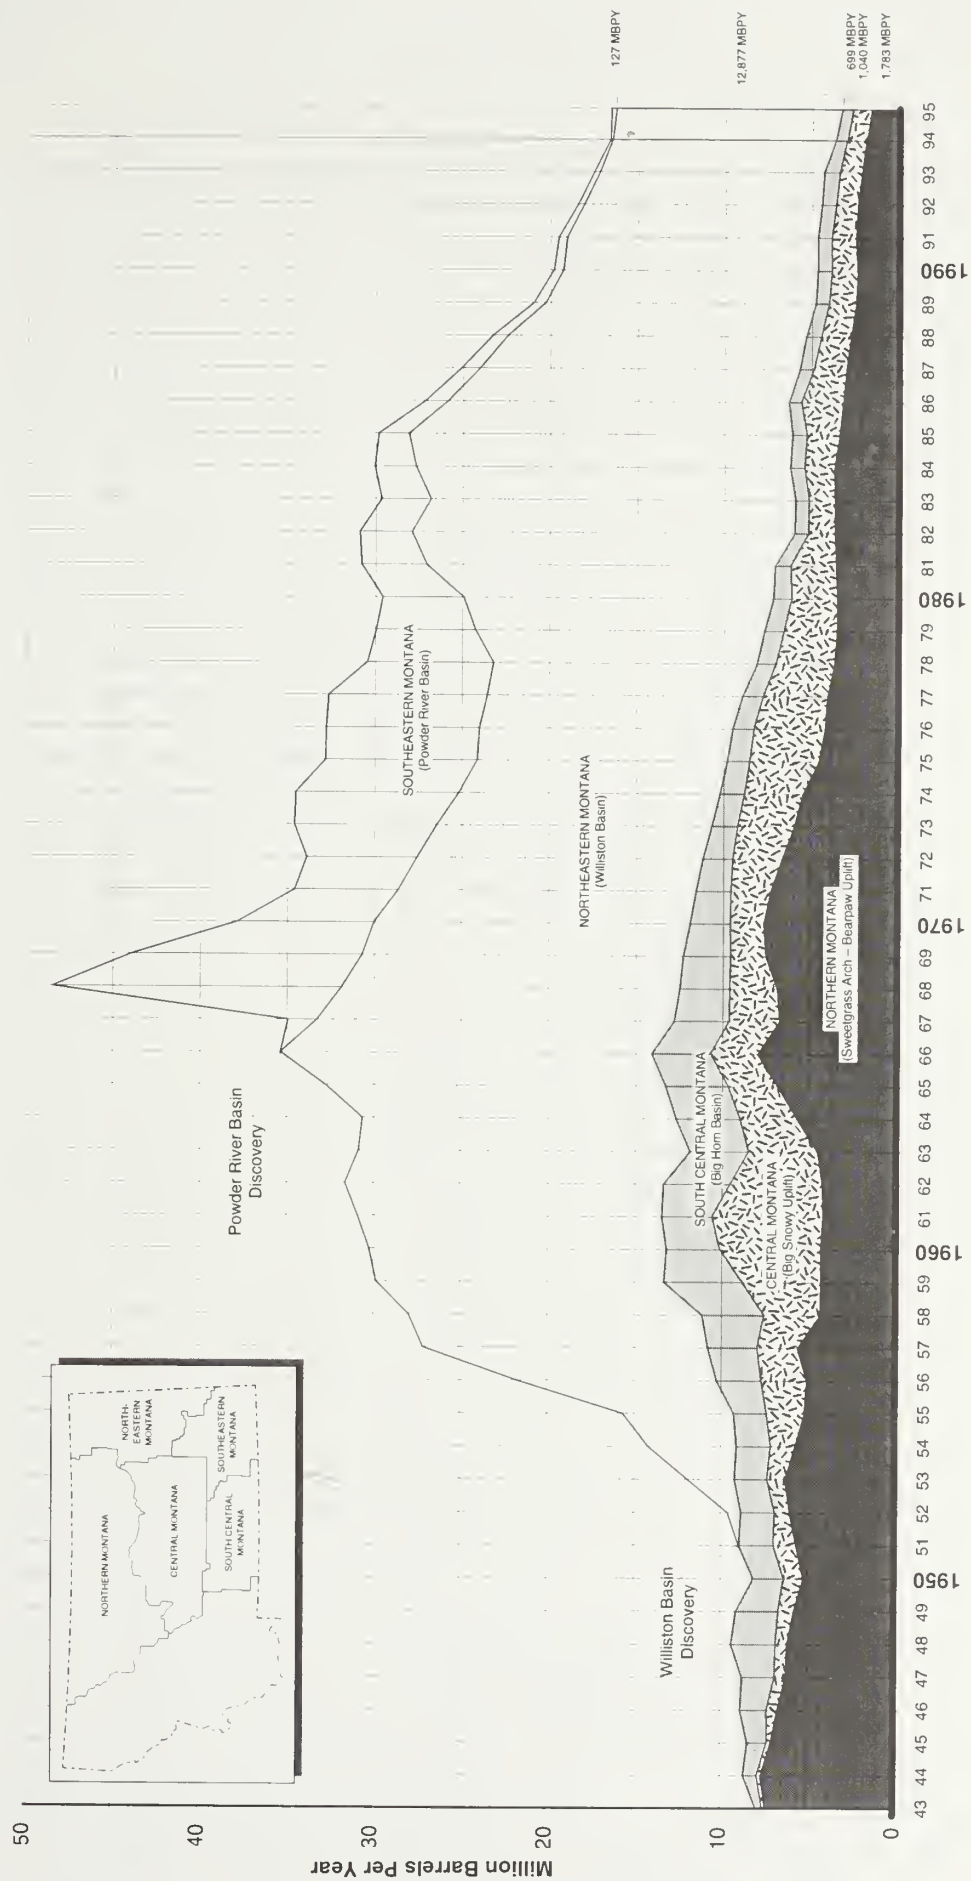 50
40
30
20
10
0
Million Barrels Per Year
NORTHERN MONTANA
NORTH-
EASTERN
MONTANA
CENTRAL MONTANA
SOUTH CENTRAL
MONTANA
SOUTHEASTERN
MONTANA
Williston Basin
Discovery
Powder River Basin
Discovery
SOUTHEASTERN MONTANA
(Powder River Basin)
NORTHEASTERN MONTANA
(Williston Basin)
SOUTH CENTRAL MONTANA
(Big Horn Basin)
CENTRAL MONTANA
(Big Snowy Uplift)
NORTHERN MONTANA
(Sweetgrass Arch – Bearpaw Uplift)
127 MBPY
12,877 MBPY
699 MBPY
1,040 MBPY
1,783 MBPY
43 44 45 46 47 48 49 1950 51 52 53 54 55 56 57 58 59 1960 61 62 63 64 65 66 67 68 69 1970 71 72 73 74 75 76 77 78 79 1980 81 82 83 84 85 86 87 88 89 1990 91 92 93 94 95